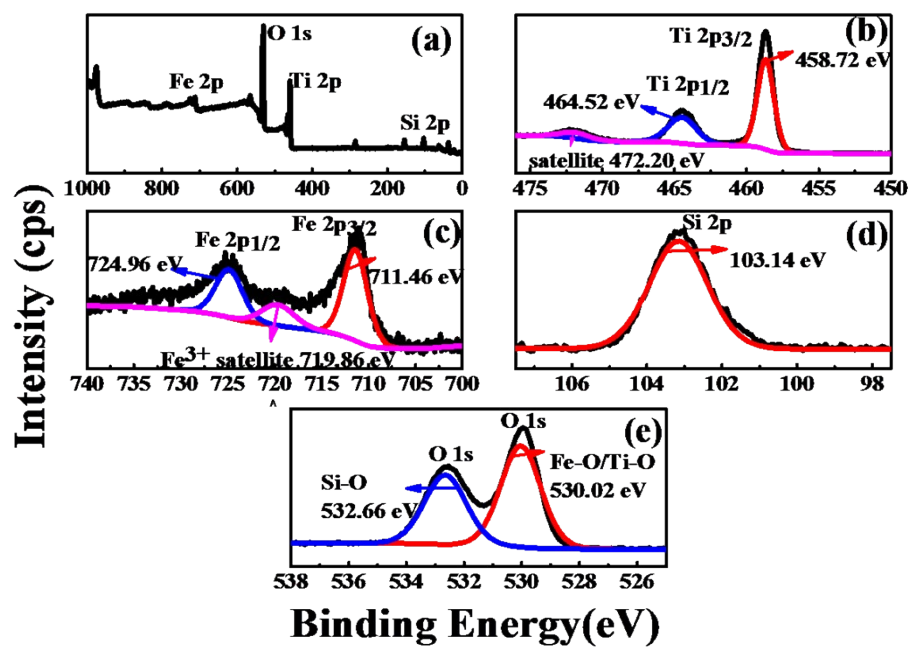 Intensity (cps)
(a)
O 1s
Fe 2p
Ti 2p
Si 2p
1000 800 600 400 200 0
(b)
Ti 2p3/2
458.72 eV
Ti 2p1/2
464.52 eV
satellite 472.20 eV
475 470 465 460 455 450
(c)
Fe 2p3/2
Fe 2p1/2
724.96 eV
711.46 eV
Fe3+ satellite 719.86 eV
740 735 730 725 720 715 710 705 700
(d)
Si 2p
103.14 eV
106 104 102 100 98
(e)
O 1s
O 1s
Si-O
532.66 eV
Fe-O/Ti-O
530.02 eV
538 536 534 532 530 528 526
Binding Energy(eV)